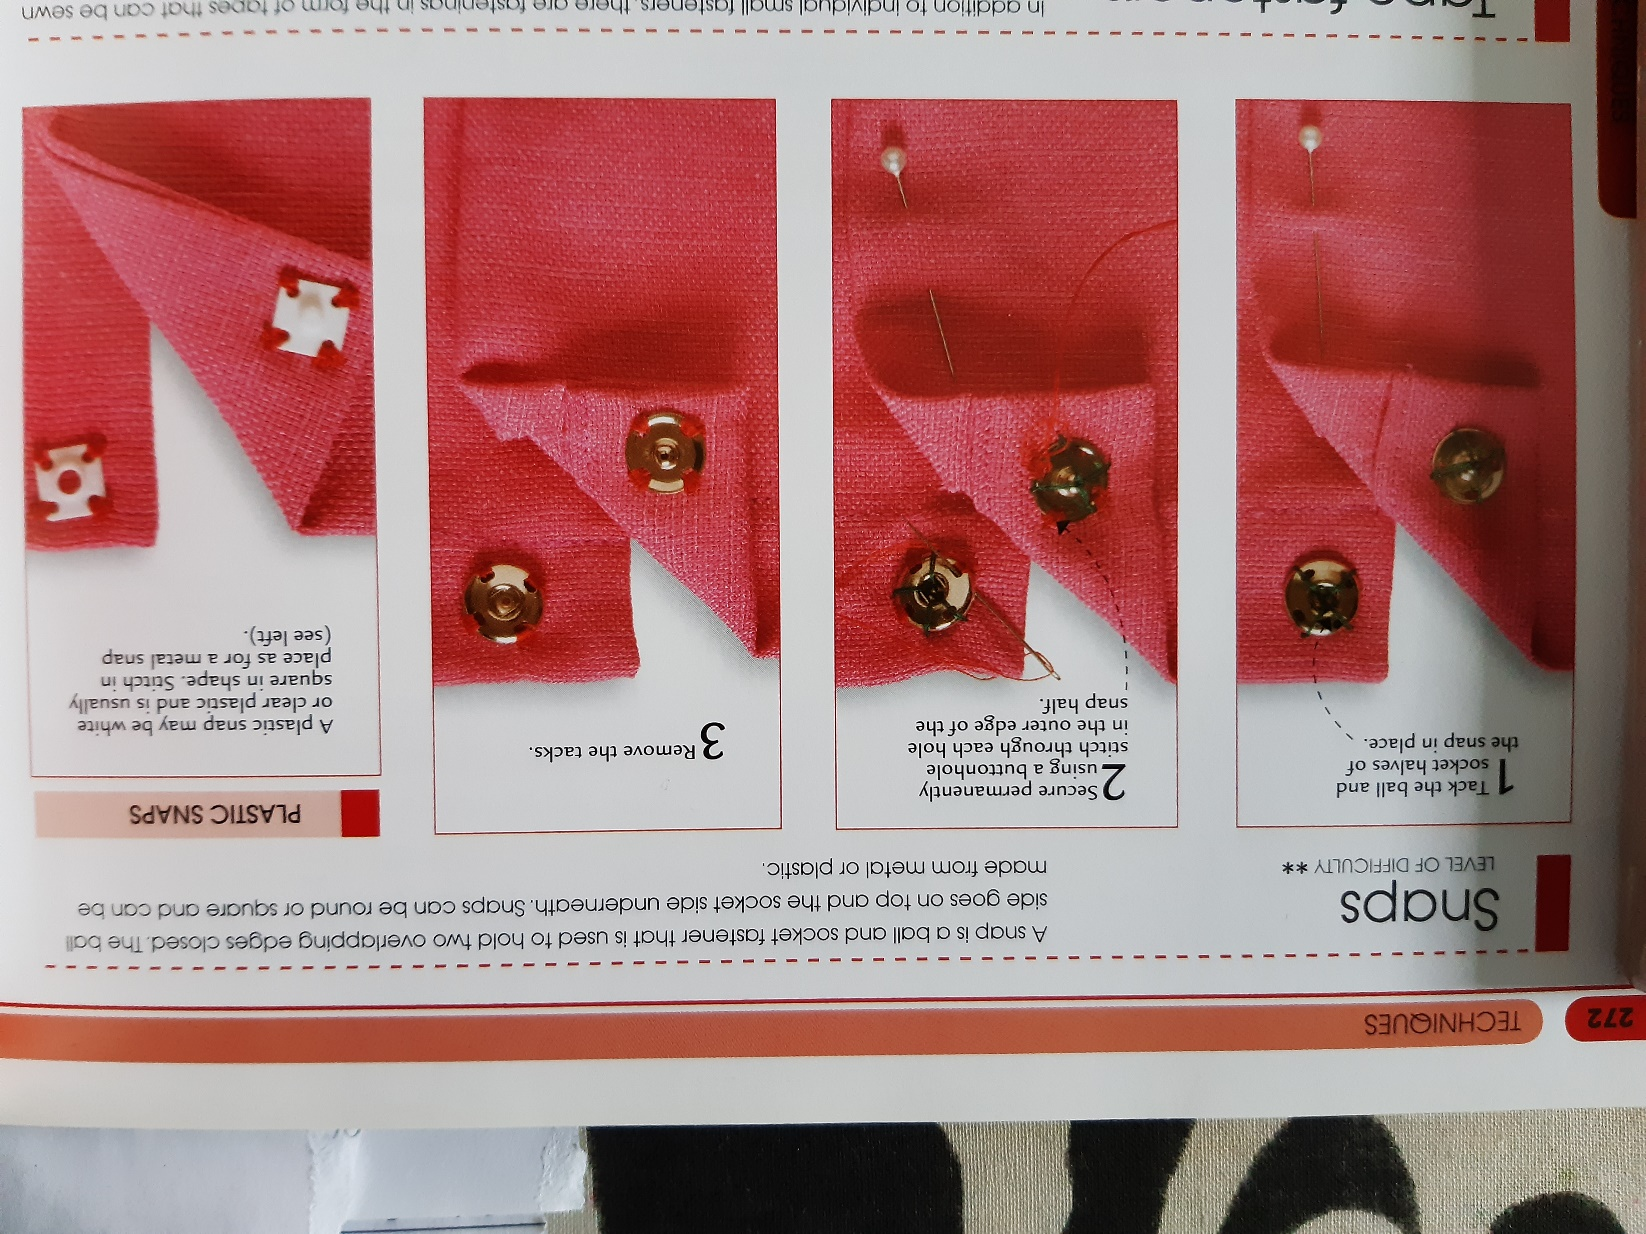 272
TECHNIQUES
Snaps
LEVEL OF DIFFICULTY **
A snap is a ball and socket fastener that is used to hold two overlapping edges closed. The ball
side goes on top and the socket side underneath. Snaps can be round or square and can be
made from metal or plastic.
1 Tack the ball and
socket halves of
the snap in place.
2 Secure permanently
using a buttonhole
stitch through each hole
in the outer edge of the
snap half.
3 Remove the tacks.
PLASTIC SNAPS
A plastic snap may be white
or clear plastic and is usually
square in shape. Stitch in
place as for a metal snap
(see left).
Tape fasteners
In addition to individual small fasteners, there are fastenings in the form of tapes that can be sewn